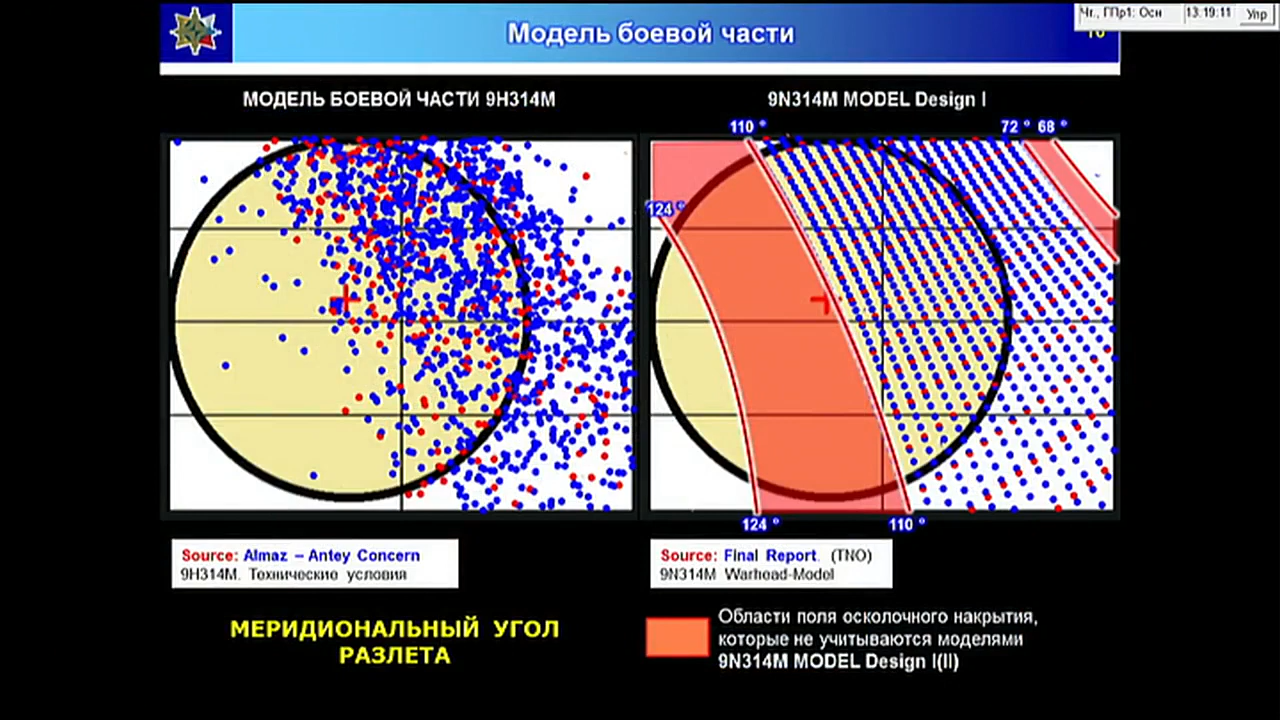 Модель боевой части
Чг., ГПр1: Осн
13:19:11
Упр
МОДЕЛЬ БОЕВОЙ ЧАСТИ 9Н314М
9N314M MODEL Design I
110 °
72 °
68 °
124 °
124 °
110 °
Source: Almaz – Antey Concern
9Н314М. Технические условия
Source: Final Report. (TNO)
9N314M Warhead-Model
МЕРИДИОНАЛЬНЫЙ УГОЛ
РАЗЛЕТА
Области поля осколочного накрытия,
которые не учитываются моделями
9N314M MODEL Design I(II)